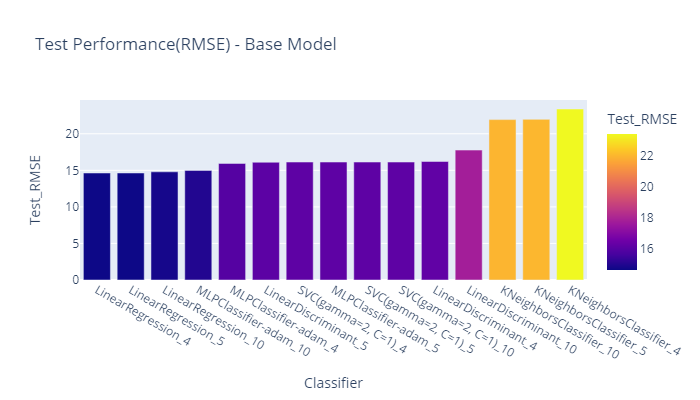 Test Performance(RMSE) - Base Model
Test_RMSE
20
15
10
5
0
LinearRegression_4
LinearRegression_5
LinearRegression_10
MLPClassifier-adam_10
MLPClassifier-adam_4
LinearDiscriminant_5
SVC(gamma=2, C=1)_4
MLPClassifier-adam_5
SVC(gamma=2, C=1)_5
SVC(gamma=2, C=1)_10
LinearDiscriminant_4
LinearDiscriminant_10
KNeighborsClassifier_10
KNeighborsClassifier_5
KNeighborsClassifier_4
Classifier
Test_RMSE
22
20
18
16